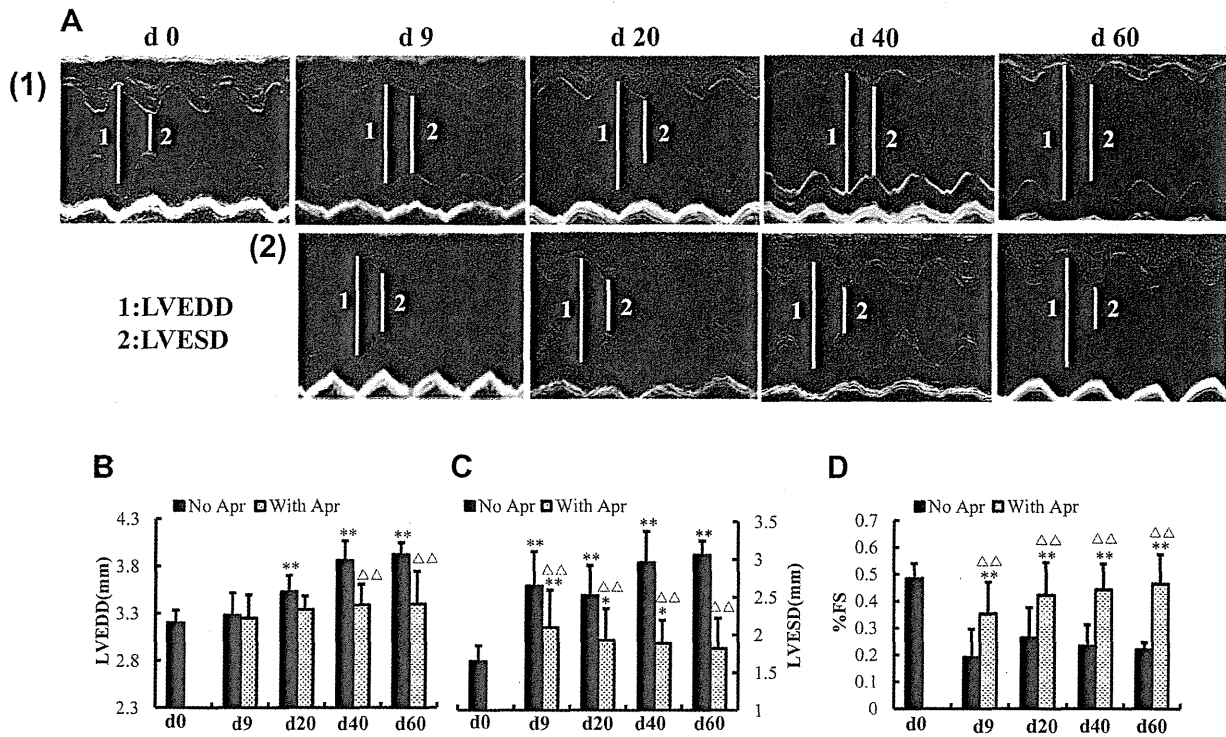 A
d 0 d 9 d 20 d 40 d 60
(1)
1 2 1 2 1 2 1 2 1 2
(2)
1 2 1 2 1 2 1 2
1:LVEDD
2:LVESD
B
■ No Apr ▨ With Apr
LVEDD(mm)
4.3
3.8
3.3
2.8
2.3
** ** △△ ** △△
d0 d9 d20 d40 d60
C
■ No Apr ▨ With Apr
LVESD(mm)
3.5
3
2.5
2
1.5
1
** △△ ** ** △△ * ** △△ * ** △△
d0 d9 d20 d40 d60
D
■ No Apr ▨ With Apr
%FS
0.7
0.6
0.5
0.4
0.3
0.2
0.1
0
△△ △△ △△ △△
** ** ** **
d0 d9 d20 d40 d60